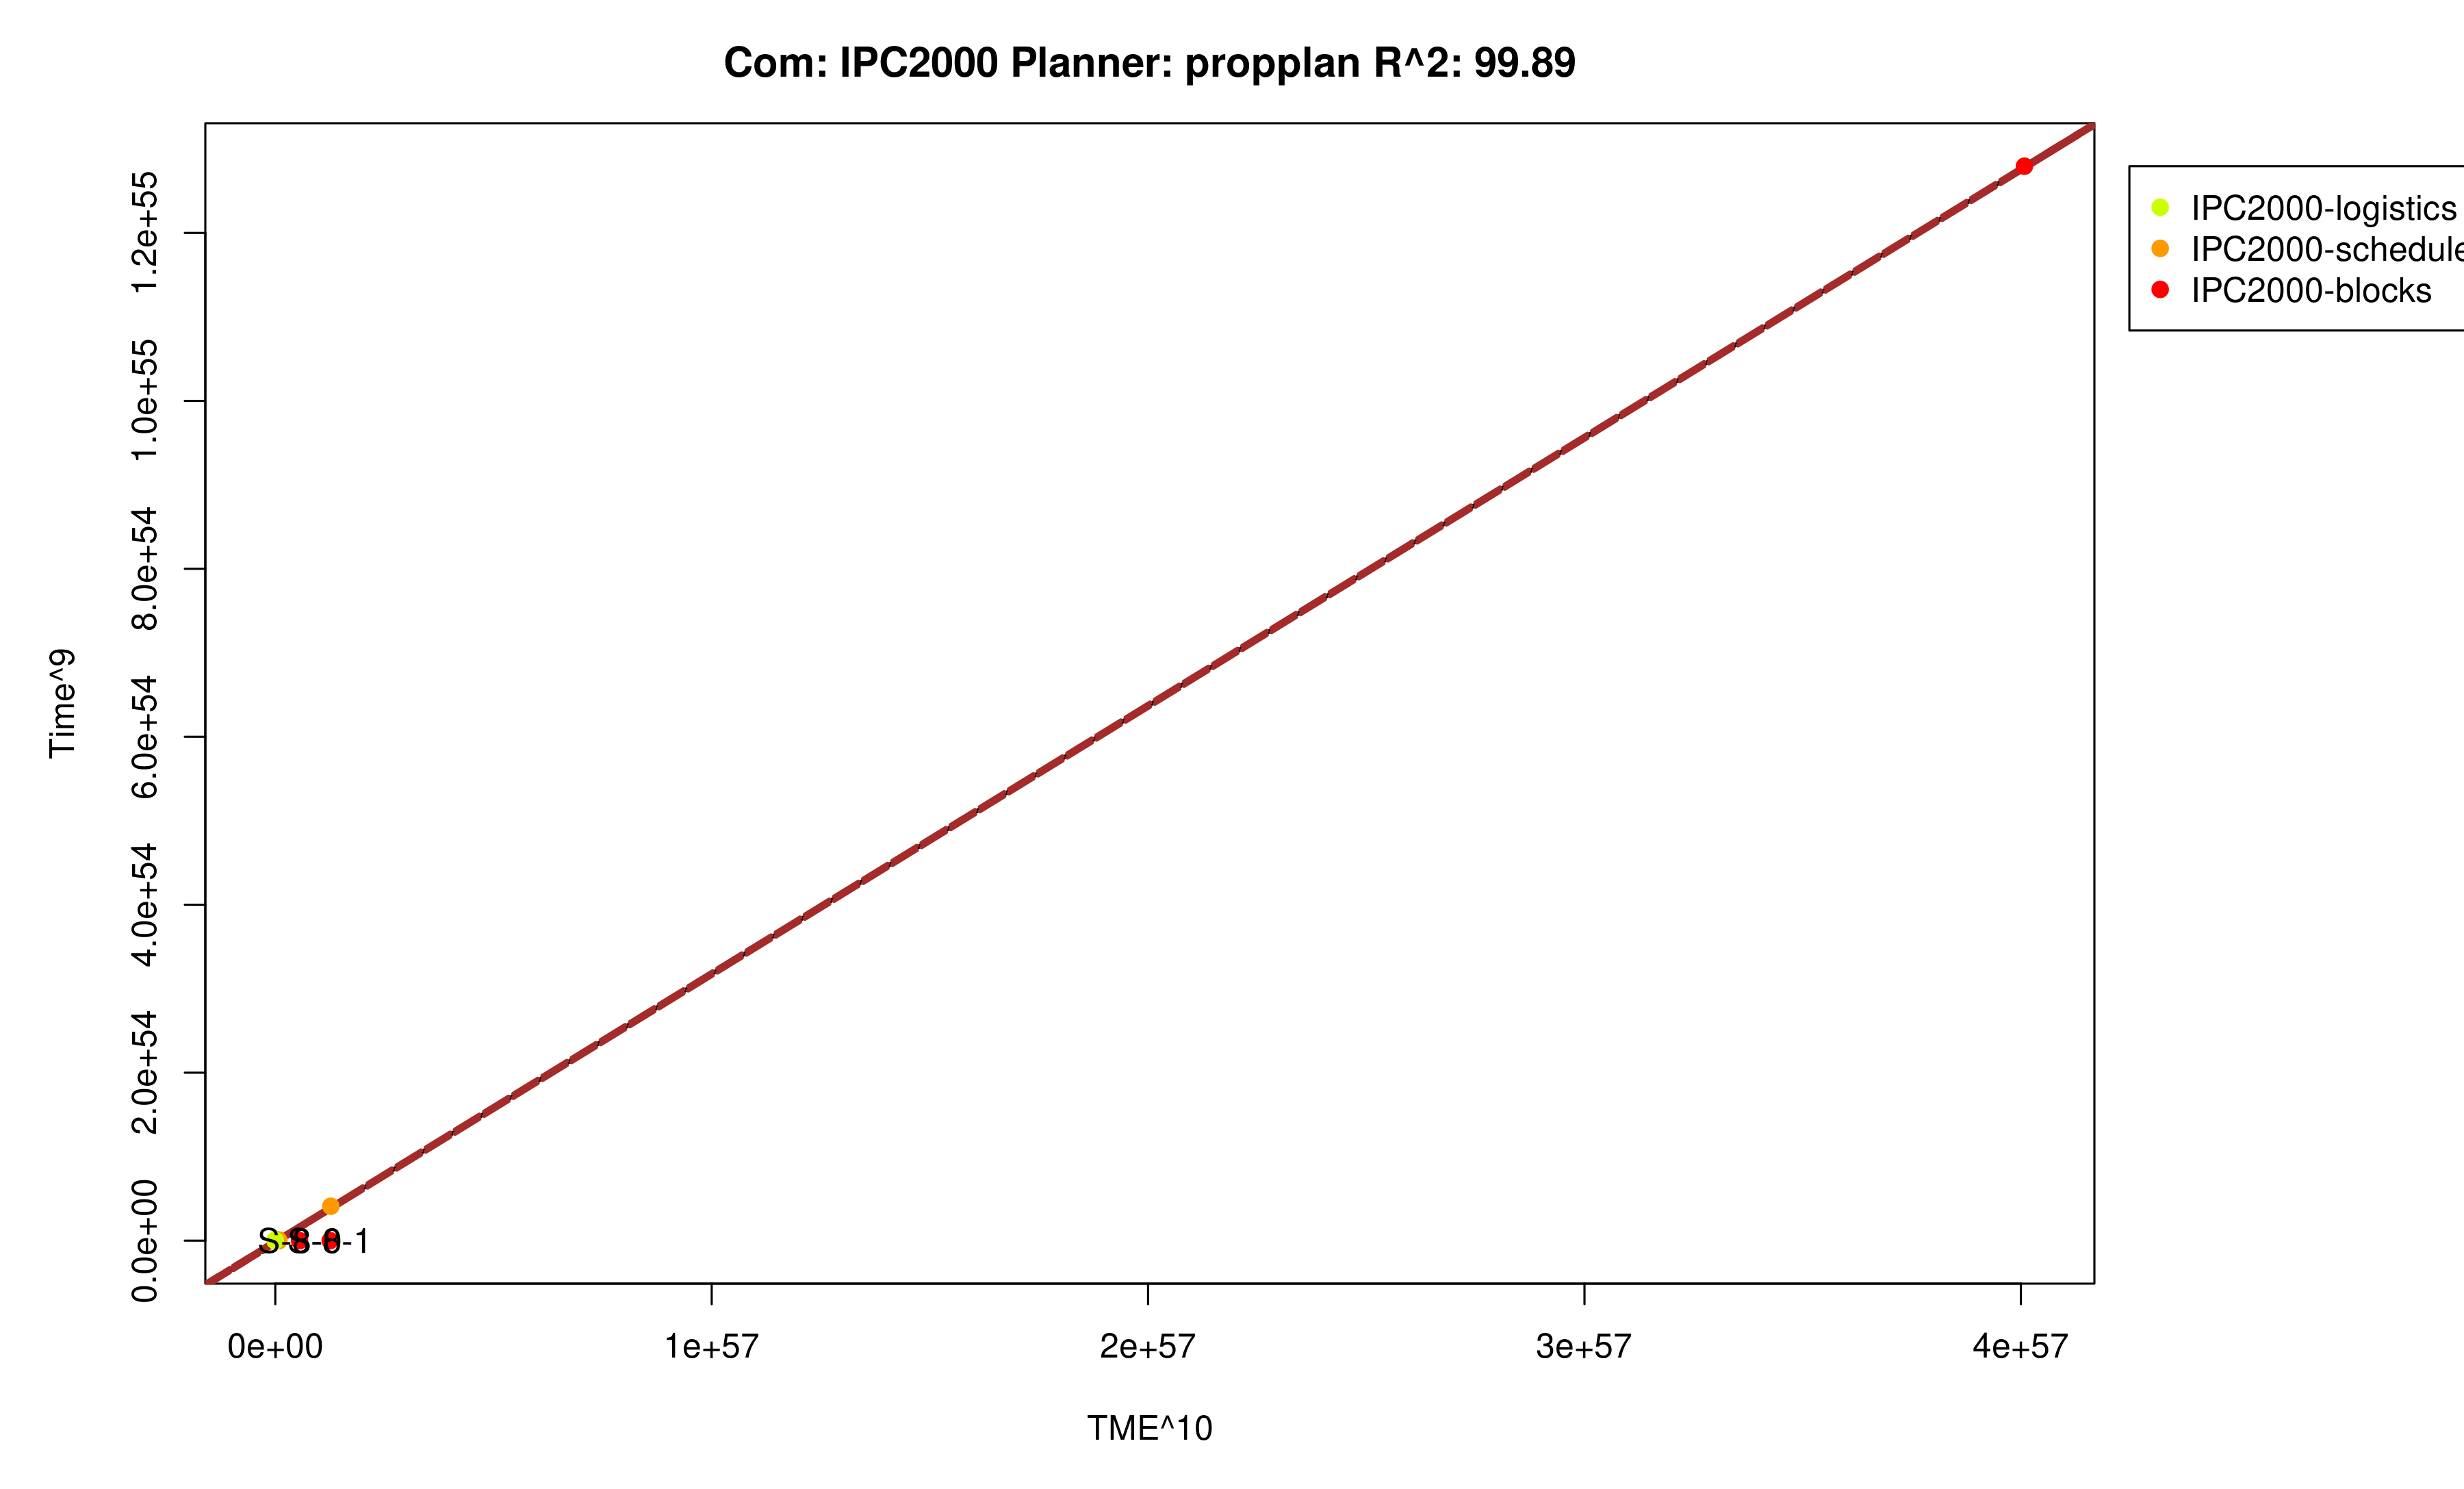 Com: IPC2000 Planner: propplan R^2: 99.89
Time^9
1.2e+55
1.0e+55
8.0e+54
6.0e+54
4.0e+54
2.0e+54
0.0e+00
IPC2000-logistics
IPC2000-schedule
IPC2000-blocks
0e+00
1e+57
2e+57
3e+57
4e+57
TME^10